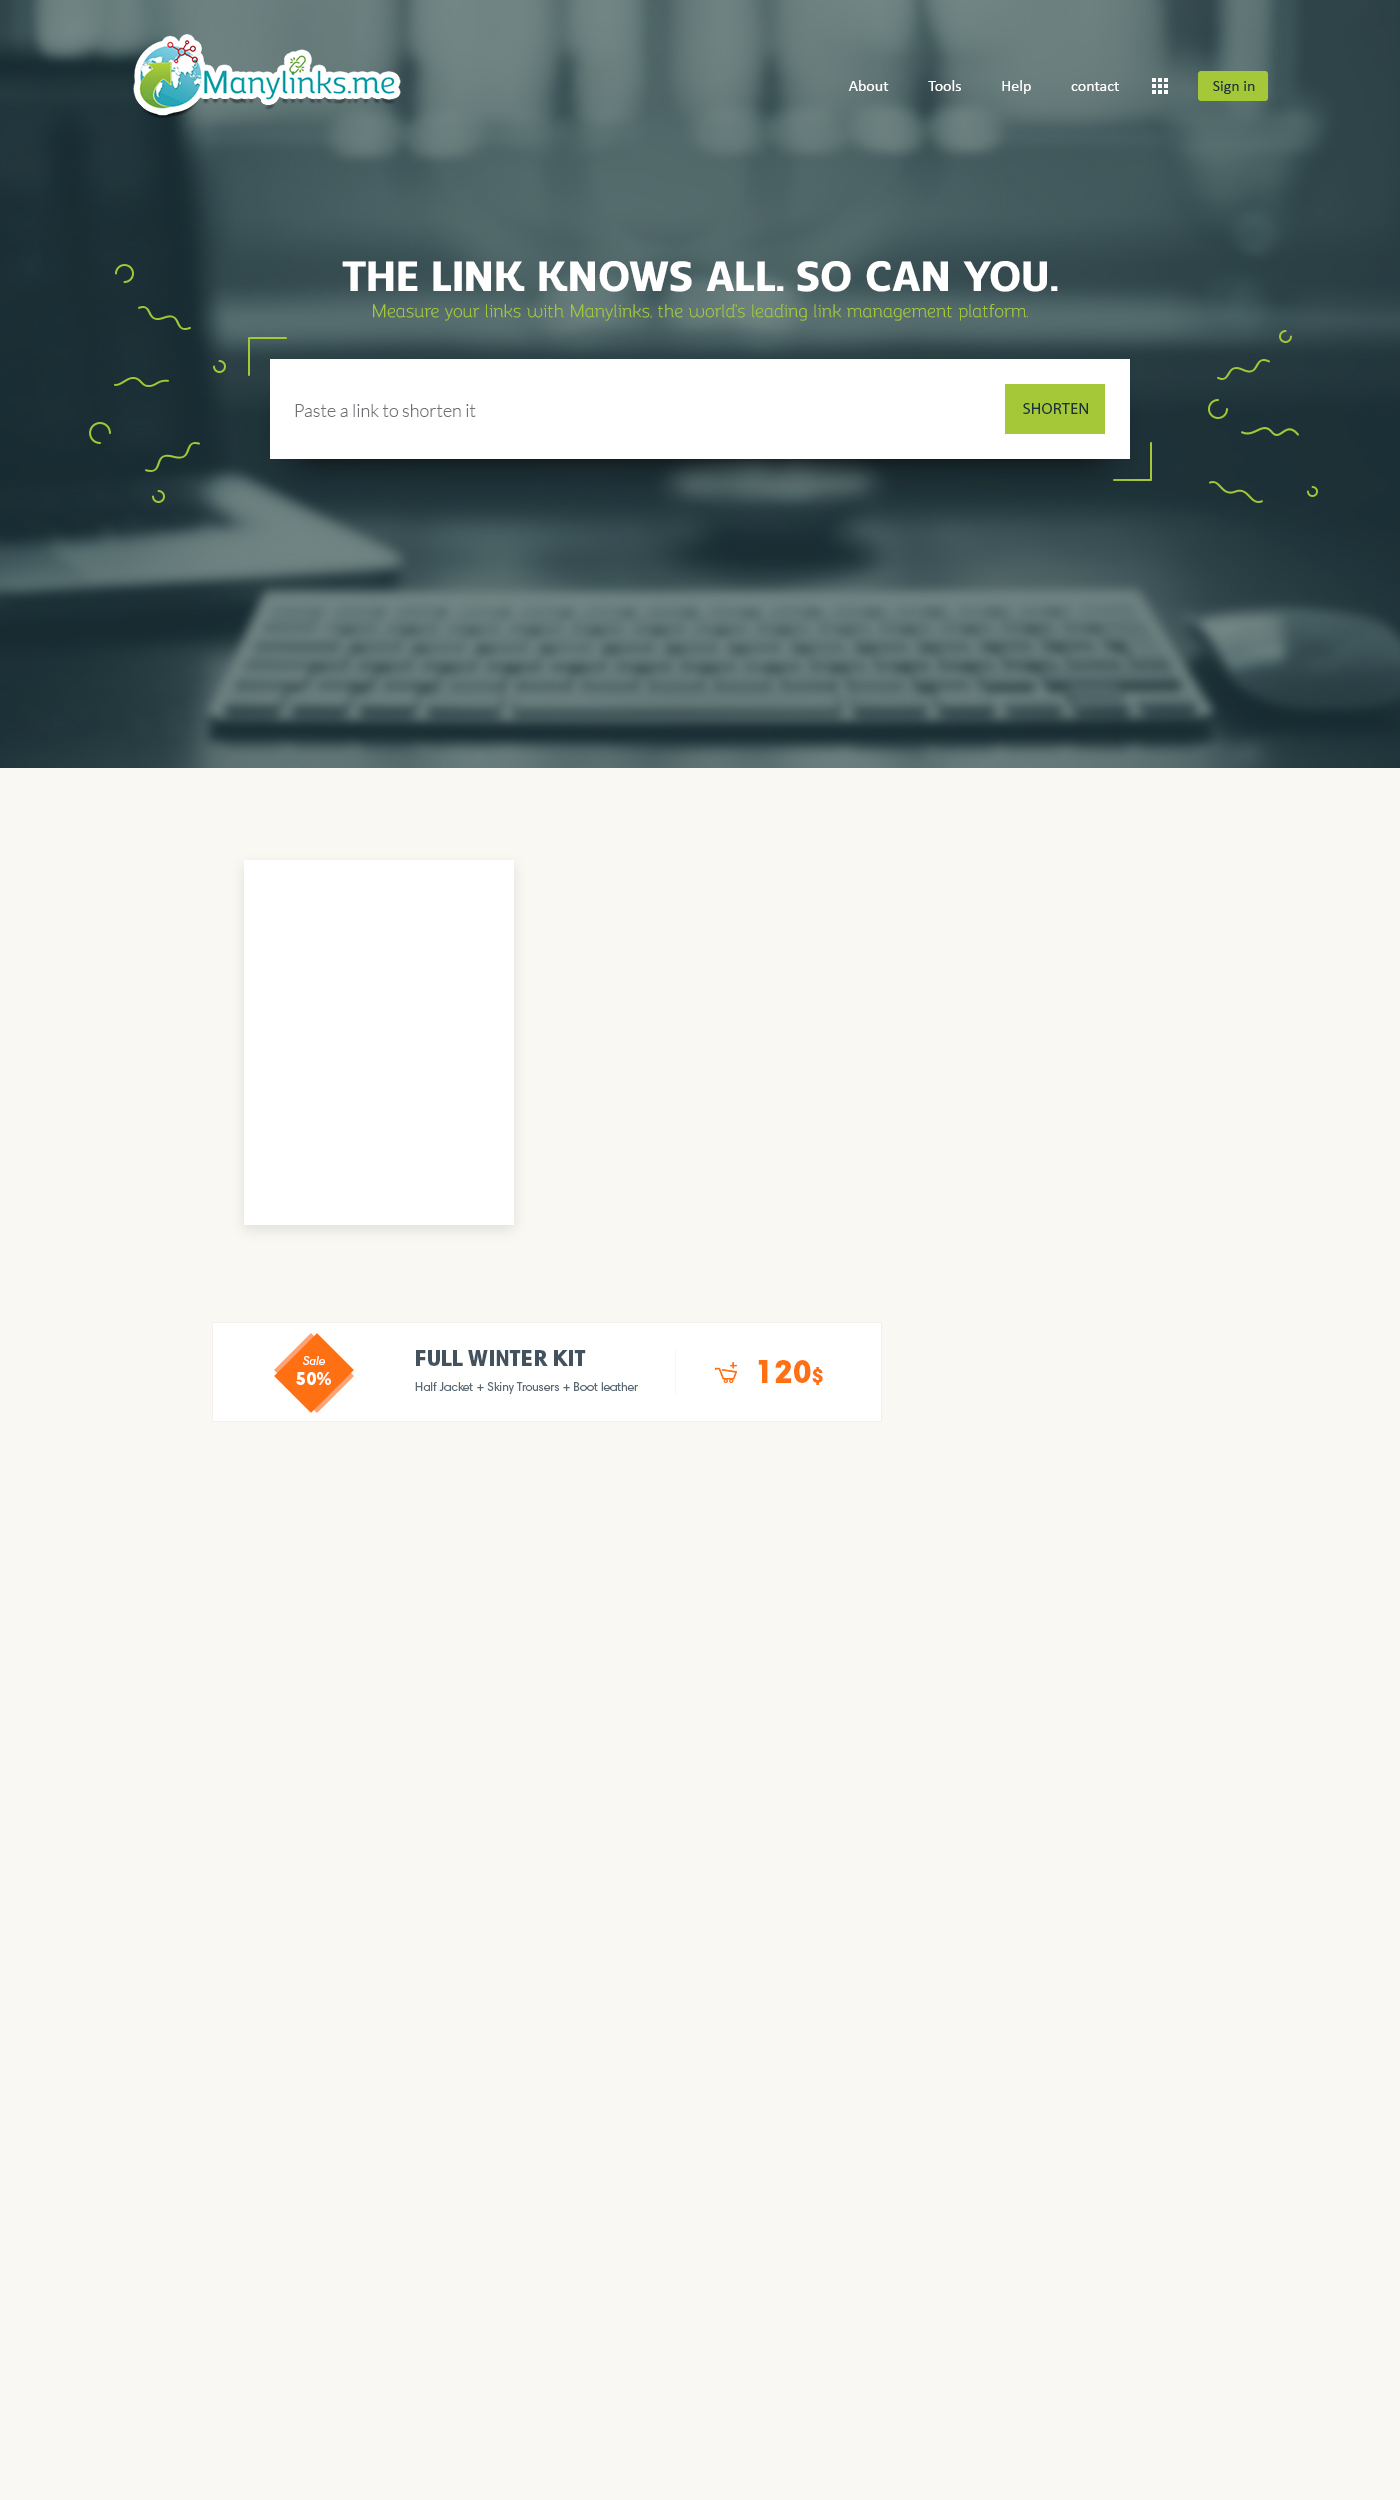 Manylinks.me
About Tools Help contact Sign in
THE LINK KNOWS ALL. SO CAN YOU.
Measure your links with Manylinks, the world's leading link management platform.
Paste a link to shorten it
SHORTEN
Sale
50%
FULL WINTER KIT
Half Jacket + Skiny Trousers + Boot leather
120$